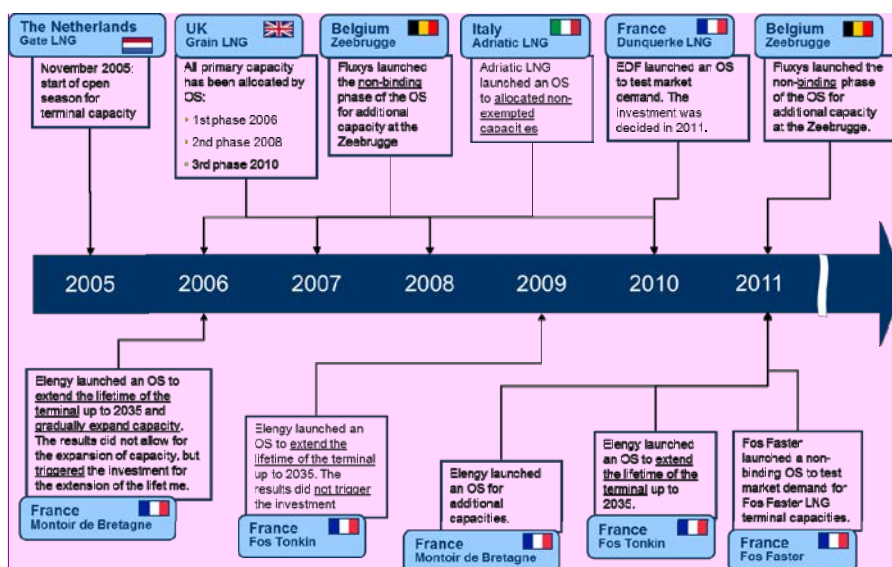 The Netherlands
Gate LNG
November 2005:
start of open
season for
terminal capacity
UK
Grain LNG
All primary capacity
has been allocated by
OS:
• 1st phase 2006
• 2nd phase 2008
• 3rd phase 2010
Belgium
Zeebrugge
Fluxys launched
the non-binding
phase of the OS
for additional
capacity at the
Zeebrugge
Italy
Adriatic LNG
Adriatic LNG
launched an OS
to allocated non-
exempted
capacities
France
Dunquerke LNG
EDF launched an OS
to test market
demand. The
investment was
decided in 2011.
Belgium
Zeebrugge
Fluxys launched the
non-binding phase
of the OS for
additional capacity
at the Zeebrugge.
2005 2006 2007 2008 2009 2010 2011
Elengy launched an OS to
extend the lifetime of the
terminal up to 2035 and
gradually expand capacity.
The results did not allow for
the expansion of capacity, but
triggered the investment for
the extension of the lifet me.
France
Montoir de Bretagne
Elengy launched an
OS to extend the
lifetime of the terminal
up to 2035. The
results did not trigger
the investment
France
Fos Tonkin
Elengy launched
an OS for
additional
capacities.
France
Montoir de Bretagne
Elengy launched
an OS to extend
the lifetime of the
terminal up to
2035.
France
Fos Tonkin
Fos Faster
launched a non-
binding OS to test
market demand for
Fos Faster LNG
terminal capacities.
France
Fos Faster